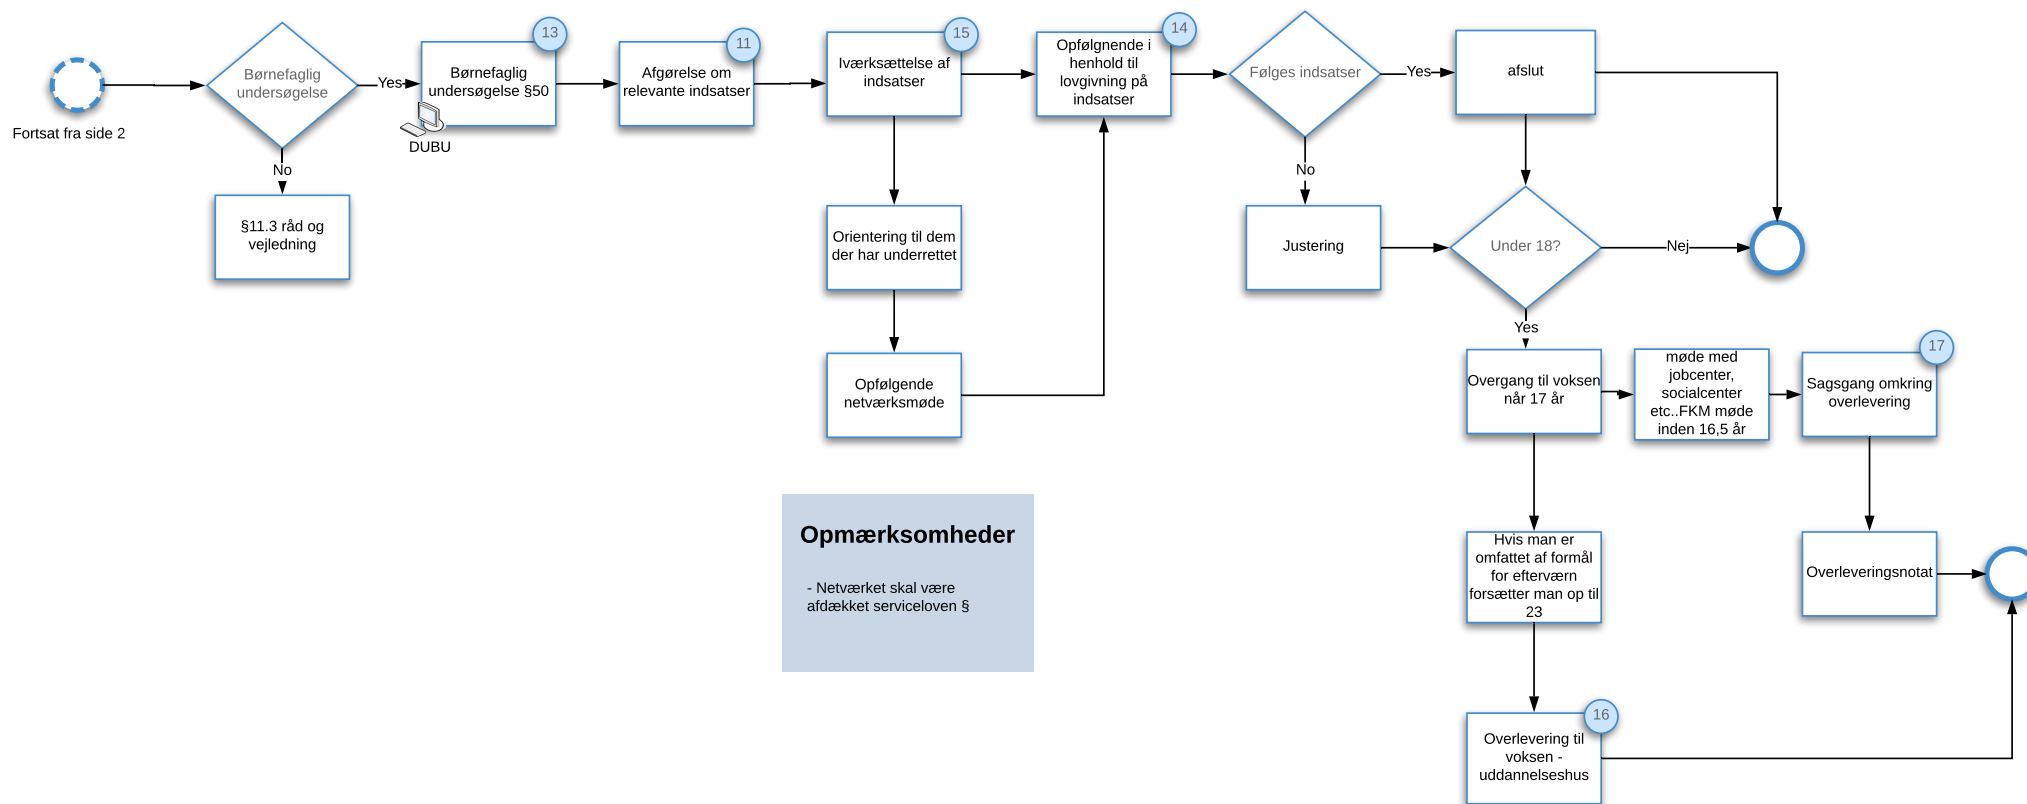 Fortsat fra side 2
Børnefaglig
undersøgelse
Yes
No
§11.3 råd og
vejledning
13
Børnefaglig
undersøgelse §50
DUBU
11
Afgørelse om
relevante indsatser
15
Iværksættelse af
indsatser
Orientering til dem
der har underrettet
Opfølgende
netværksmøde
14
Opfølgnende i
henhold til
lovgivning på
indsatser
Følges indsatser
Yes
No
Justering
afslut
Under 18?
Nej
Yes
Overgang til voksen
når 17 år
møde med
jobcenter,
socialcenter
etc..FKM møde
inden 16,5 år
17
Sagsgang omkring
overlevering
Overleveringsnotat
Hvis man er
omfattet af formål
for efterværn
forsætter man op til
23
16
Overlevering til
voksen -
uddannelseshus
Opmærksomheder
- Netværket skal være
afdækket serviceloven §